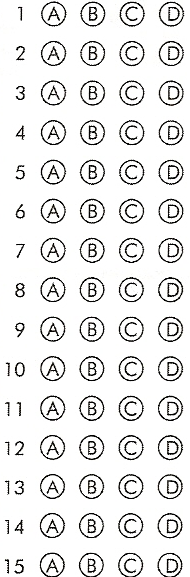 1 A B C D
2 A B C D
3 A B C D
4 A B C D
5 A B C D
6 A B C D
7 A B C D
8 A B C D
9 A B C D
10 A B C D
11 A B C D
12 A B C D
13 A B C D
14 A B C D
15 A B C D